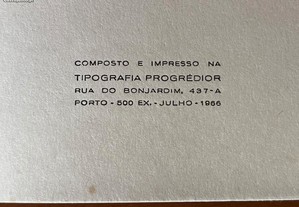 COMPOSTO E IMPRESSO NA
TIPOGRAFIA PROGRÉDIOR
RUA DO BONJARDIM, 437-A
PORTO - 500 EX. - JULHO - 1966